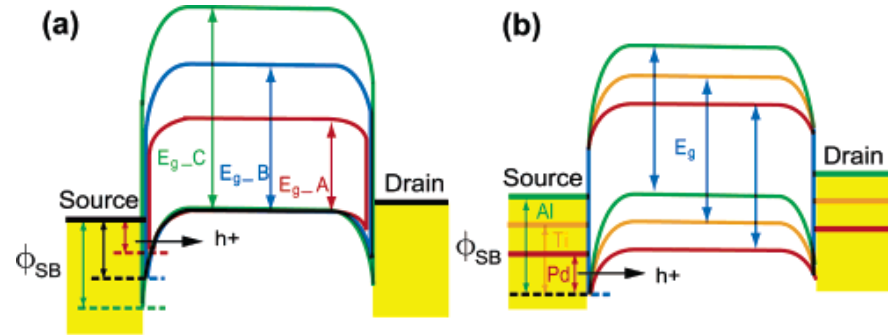 (a)
E_g_C
E_g_B
E_g_A
Source
Drain
ϕ_SB
h+
(b)
E_g
Source
Drain
Al
Ti
Pd
ϕ_SB
h+